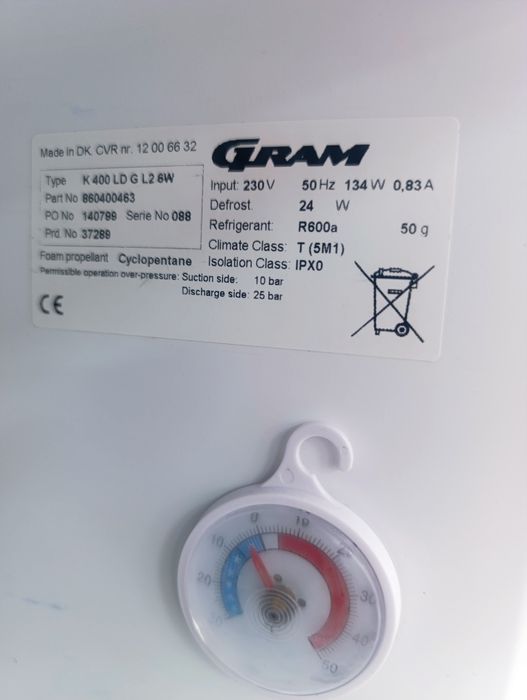 Made in DK. CVR nr. 12 00 66 32
GRAM
Type K 400 LD G L2 6W
Part No 860400463
PO No 140799 Serie No 088
Prd. No 37289
Input: 230 V 50 Hz 134 W 0,83 A
Defrost. 24 W
Refrigerant: R600a 50 g
Climate Class: T (5M1)
Isolation Class: IPX0
Foam propellant Cyclopentane
Permissible operation over-pressure: Suction side: 10 bar
Discharge side: 25 bar
CE
10 0 10
20 30
40
50